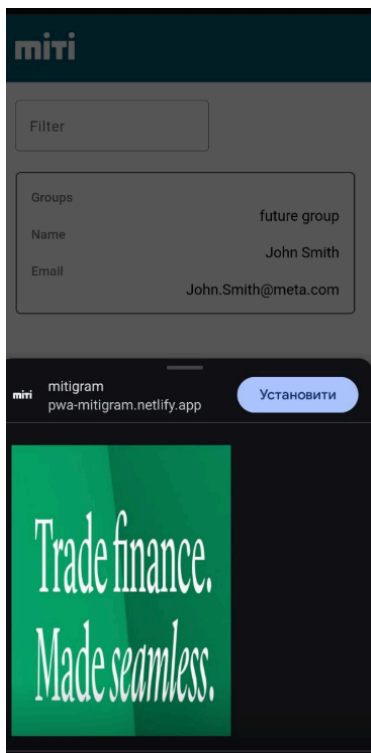 miti
Filter
Groups
future group
Name
John Smith
Email
John.Smith@meta.com
miti
mitigram
pwa-mitigram.netlify.app
Установити
Trade finance.
Made seamless.